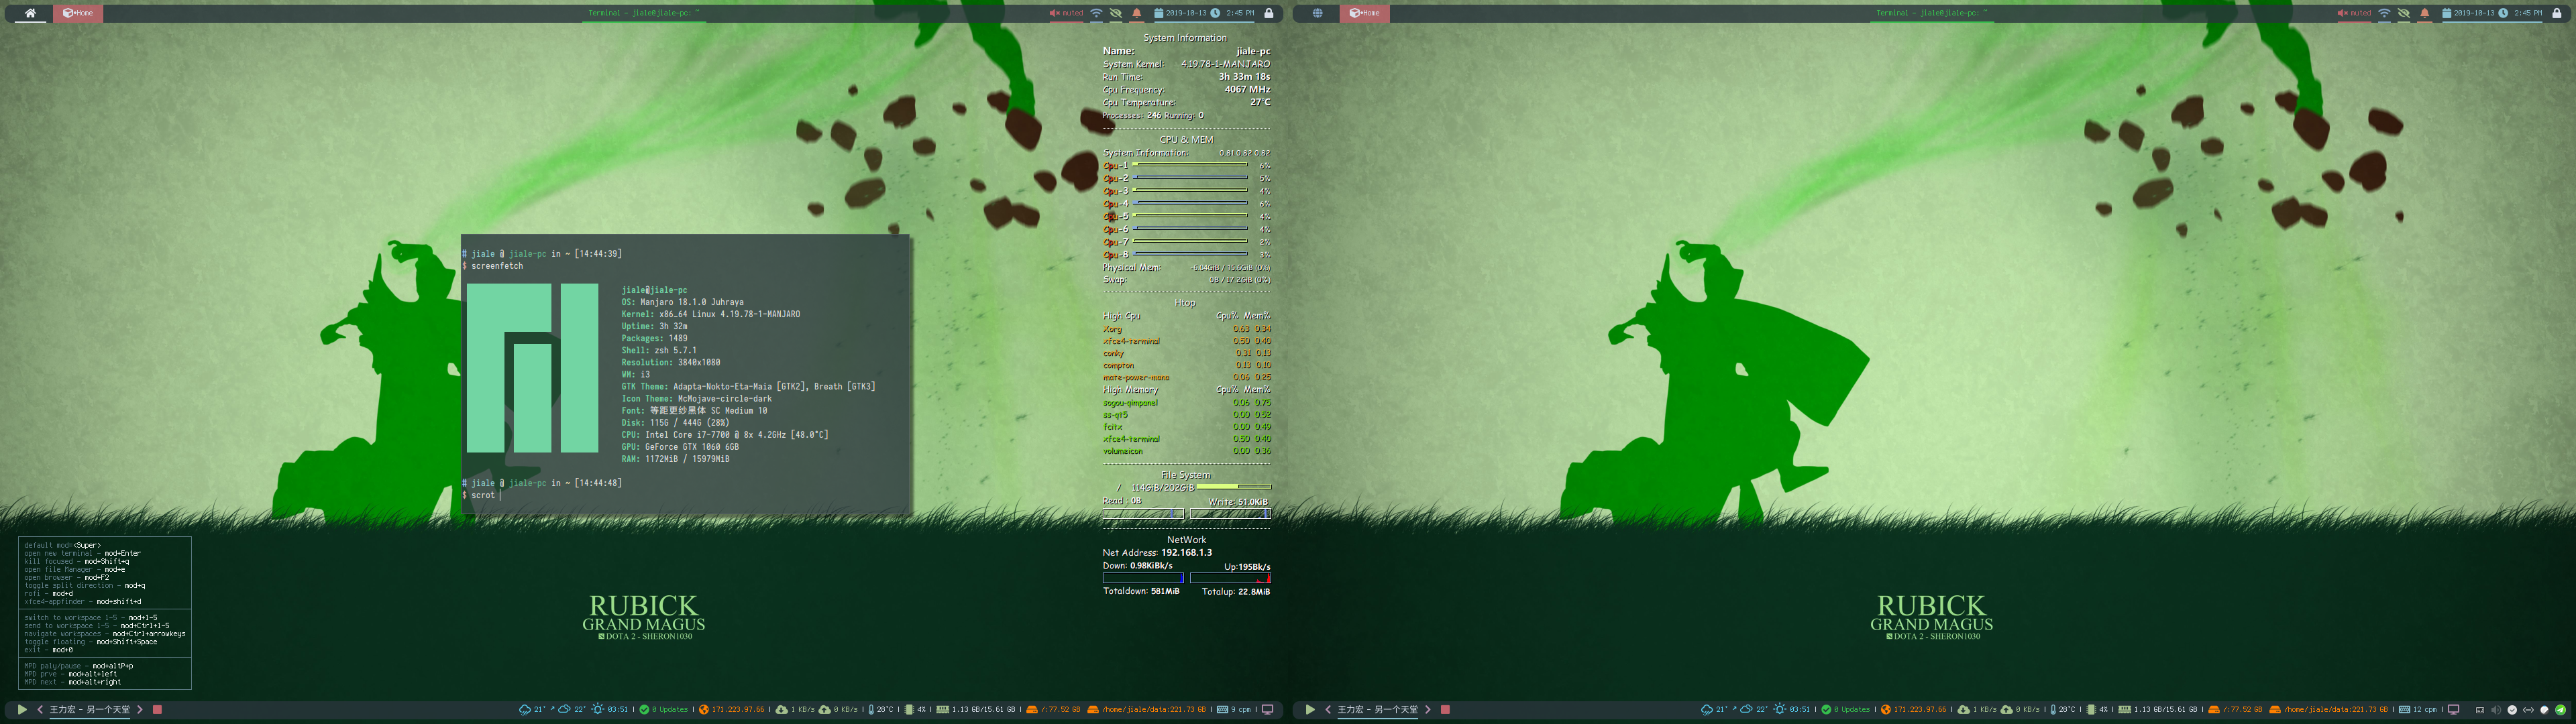 Home
Terminal - jiale@jiale-pc: ~
muted
2019-10-13 2:45 PM
Home
Terminal - jiale@jiale-pc: ~
muted
2019-10-13 2:45 PM
System Information
Name: jiale-pc
System Kernel: 4.19.78-1-MANJARO
Run Time: 3h 33m 18s
Cpu Frequency: 4067 MHz
Cpu Temperature: 27°C
Processes: 246 Running: 0
CPU & MEM
System Information: 0.81 0.82 0.82
Cpu-1 6%
Cpu-2 5%
Cpu-3 4%
Cpu-4 6%
Cpu-5 4%
Cpu-6 4%
Cpu-7 2%
Cpu-8 3%
Physical Mem: 6.04GiB / 15.6GiB (0%)
Swap: 0B / 17.2GiB (0%)
Htop
High Cpu Cpu% Mem%
Xorg 0.63 0.34
xfce4-terminal 0.50 0.40
conky 0.31 0.13
compton 0.13 0.10
mate-power-mana 0.06 0.25
High Memory Cpu% Mem%
sogou-qimpanel 0.06 0.75
ss-qt5 0.00 0.52
fcitx 0.00 0.49
xfce4-terminal 0.50 0.40
volumeicon 0.00 0.36
File System
/ 114GiB/202GiB
Read : 0B Write: 51.0KiB
NetWork
Net Address: 192.168.1.3
Down: 0.98KiBk/s Up:195Bk/s
Totaldown: 581MiB Totalup: 22.8MiB
# jiale @ jiale-pc in ~ [14:44:39]
$ screenfetch
jiale@jiale-pc
OS: Manjaro 18.1.0 Juhraya
Kernel: x86_64 Linux 4.19.78-1-MANJARO
Uptime: 3h 32m
Packages: 1489
Shell: zsh 5.7.1
Resolution: 3840x1080
WM: i3
GTK Theme: Adapta-Nokto-Eta-Maia [GTK2], Breath [GTK3]
Icon Theme: McMojave-circle-dark
Font: 等距更纱黑体 SC Medium 10
Disk: 115G / 444G (28%)
CPU: Intel Core i7-7700 @ 8x 4.2GHz [48.0°C]
GPU: GeForce GTX 1060 6GB
RAM: 1172MiB / 15979MiB
# jiale @ jiale-pc in ~ [14:44:48]
$ scrot
default mod=<Super>
open new terminal - mod+Enter
kill focused - mod+Shift+q
open file Manager - mod+e
open browser - mod+F2
toggle split direction - mod+q
rofi - mod+d
xfce4-appfinder - mod+shift+d
switch to workspace 1-5 - mod+1-5
send to workspace 1-5 - mod+Ctrl+1-5
navigate workspaces - mod+Ctrl+arrowkeys
toggle floating - mod+Shift+Space
exit - mod+0
MPD paly/pause - mod+altP+p
MPD prve - mod+alt+left
MPD next - mod+alt+right
RUBICK
GRAND MAGUS
DOTA 2 - SHERON1030
RUBICK
GRAND MAGUS
DOTA 2 - SHERON1030
王力宏 - 另一个天堂
21° 22° 03:51 | 0 Updates | 171.223.97.66 | 1 KB/s 0 KB/s | 28°C | 4% | 1.13 GB/15.61 GB | /:77.52 GB /home/jiale/data:221.73 GB | 9 cpm |
王力宏 - 另一个天堂
21° 22° 03:51 | 0 Updates | 171.223.97.66 | 1 KB/s 0 KB/s | 28°C | 4% | 1.13 GB/15.61 GB | /:77.52 GB /home/jiale/data:221.73 GB | 12 cpm |